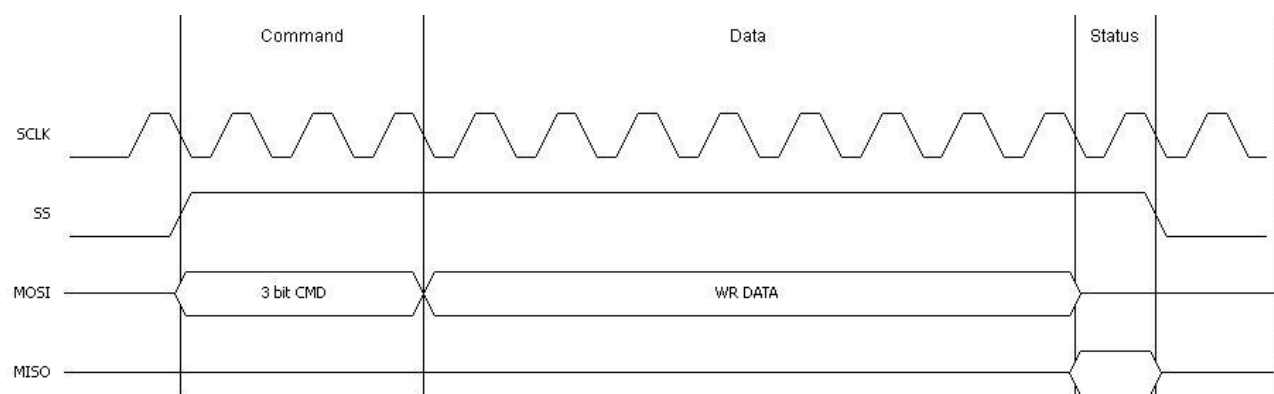 Command Data Status
SCLK
SS
MOSI 3 bit CMD WR DATA
MISO